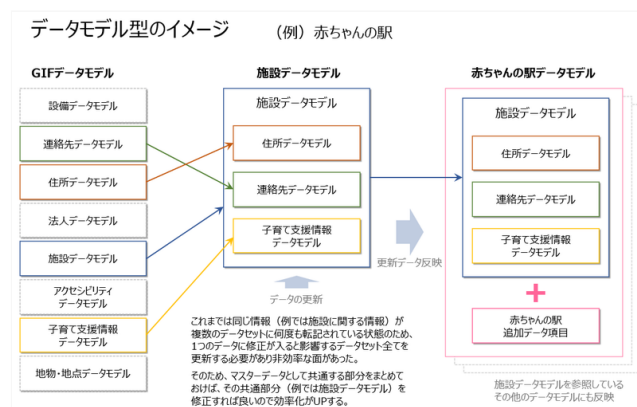 データモデル型のイメージ （例）赤ちゃんの駅
GIFデータモデル
設備データモデル
連絡先データモデル
住所データモデル
法人データモデル
施設データモデル
アクセシビリティ
データモデル
子育て支援情報
データモデル
地物・地点データモデル
施設データモデル
施設データモデル
住所データモデル
連絡先データモデル
子育て支援情報
データモデル
データの更新
更新データ反映
これまでは同じ情報（例では施設に関する情報）が
複数のデータセットに何度も転記されている状態のため、
1つのデータに修正が入ると影響するデータセット全てを
更新する必要があり非効率な面があった。
そのため、マスターデータとして共通する部分をまとめて
おけば、その共通部分（例では施設データモデル）を
修正すれば良いので効率化がUPする。
赤ちゃんの駅データモデル
施設データモデル
住所データモデル
連絡先データモデル
子育て支援情報
データモデル
+
赤ちゃんの駅
追加データ項目
施設データモデルを参照している
その他のデータモデルにも反映